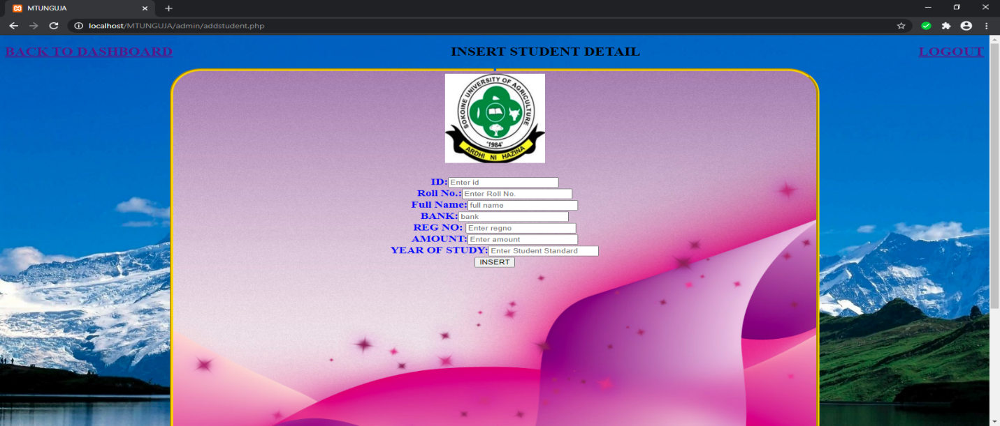 MTUNGUJA
localhost/MTUNGUJA/admin/addstudent.php
BACK TO DASHBOARD
INSERT STUDENT DETAIL
LOGOUT
SOKOINE UNIVERSITY OF AGRICULTURE
'1984'
ARDHI NI HAZINA
ID: Enter id
Roll No.: Enter Roll No.
Full Name: full name
BANK: bank
REG NO: Enter regno
AMOUNT: Enter amount
YEAR OF STUDY: Enter Student Standard
INSERT